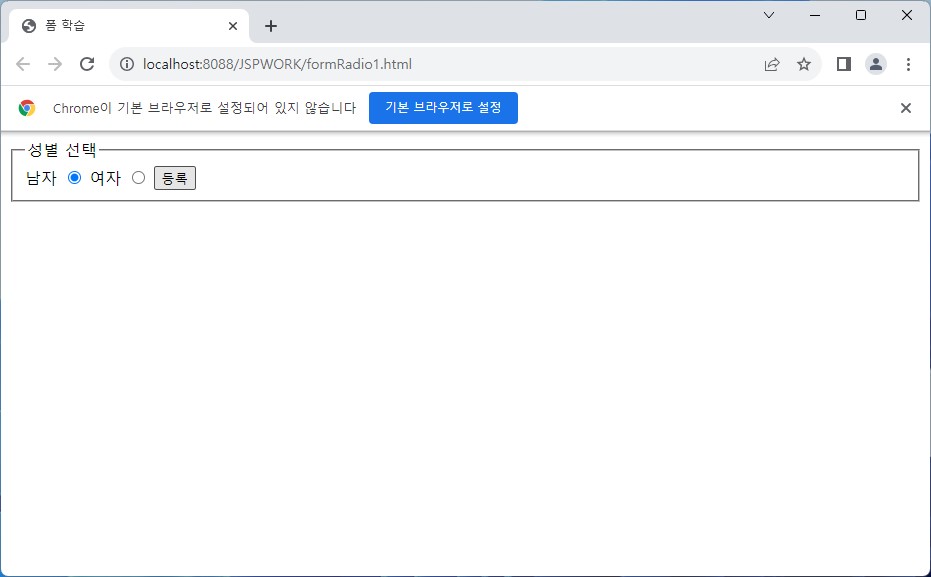 폼 학습
localhost:8088/JSPWORK/formRadio1.html
Chrome이 기본 브라우저로 설정되어 있지 않습니다 기본 브라우저로 설정
성별 선택
남자 여자 등록